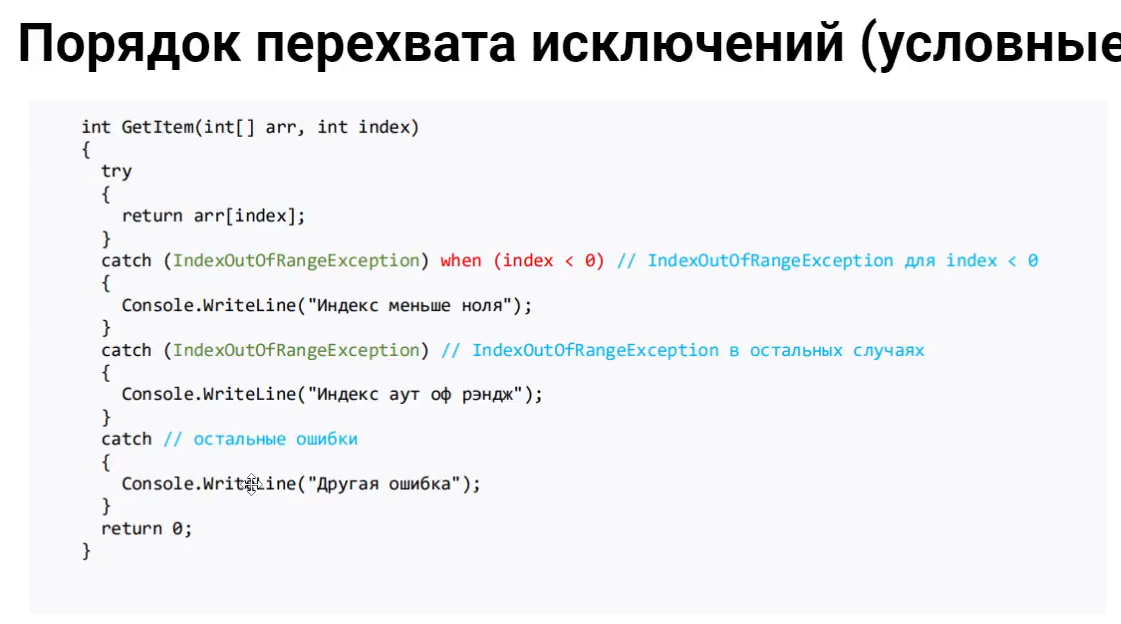 Порядок перехвата исключений (условные
int GetItem(int[] arr, int index)
{
try
{
return arr[index];
}
catch (IndexOutOfRangeException) when (index < 0) // IndexOutOfRangeException для index < 0
{
Console.WriteLine("Индекс меньше ноля");
}
catch (IndexOutOfRangeException) // IndexOutOfRangeException в остальных случаях
{
Console.WriteLine("Индекс аут оф рэндж");
}
catch // остальные ошибки
{
Console.WriteLine("Другая ошибка");
}
return 0;
}